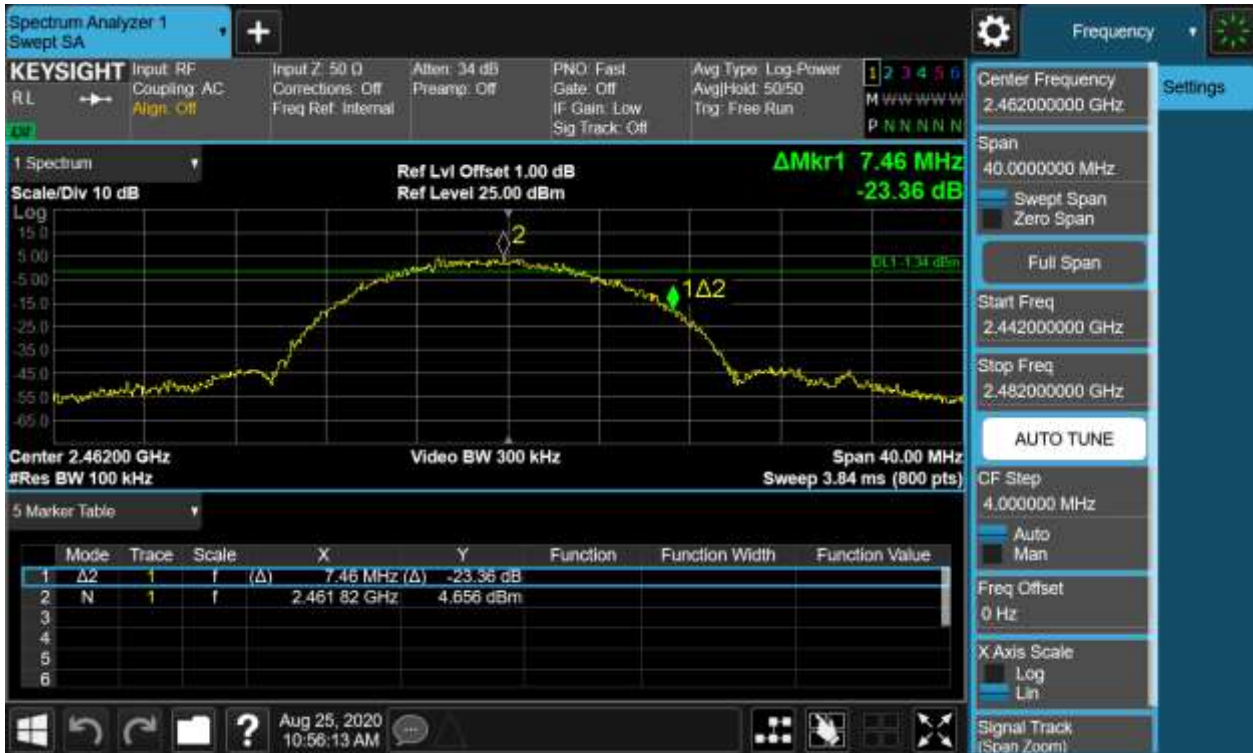 Spectrum Analyzer 1
Swept SA
+
Frequency
KEYSIGHT
RL
Input: RF
Coupling: AC
Align: Off
Input Z: 50 Ω
Corrections: Off
Freq Ref: Internal
Atten: 34 dB
Preamp: Off
PNO: Fast
Gate: Off
IF Gain: Low
Sig Track: Off
Avg Type: Log-Power
Avg|Hold: 50/50
Trig: Free Run
1 2 3 4 5 6
M W W W W W
P N N N N N
1 Spectrum
Scale/Div 10 dB
Ref Lvl Offset 1.00 dB
Ref Level 25.00 dBm
ΔMkr1 7.46 MHz
-23.36 dB
Log
15.0
5.00
-5.00
-15.0
-25.0
-35.0
-45.0
-55.0
-65.0
2
1Δ2
DL1 -1.34 dBm
Center 2.46200 GHz
#Res BW 100 kHz
Video BW 300 kHz
Span 40.00 MHz
Sweep 3.84 ms (800 pts)
5 Marker Table
Mode Trace Scale X Y Function Function Width Function Value
1 Δ2 1 f (Δ) 7.46 MHz (Δ) -23.36 dB
2 N 1 f 2.461 82 GHz 4.656 dBm
3
4
5
6
Aug 25, 2020
10:56:13 AM
?
Center Frequency
2.462000000 GHz
Settings
Span
40.0000000 MHz
Swept Span
Zero Span
Full Span
Start Freq
2.442000000 GHz
Stop Freq
2.482000000 GHz
AUTO TUNE
CF Step
4.000000 MHz
Auto
Man
Freq Offset
0 Hz
X Axis Scale
Log
Lin
Signal Track
(Span Zoom)